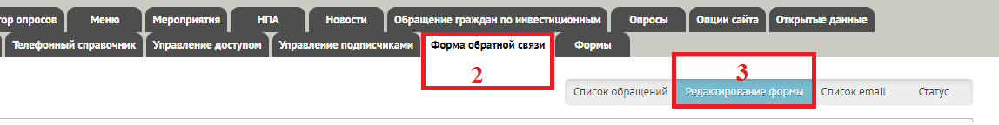 тор опросов Меню Мероприятия НПА Новости Обращение граждан по инвестиционным Опросы Опции сайта Открытые данные
Телефонный справочник Управление доступом Управление подписчиками Форма обратной связи Формы
2
3
Список обращений Редактирование формы Список email Статус